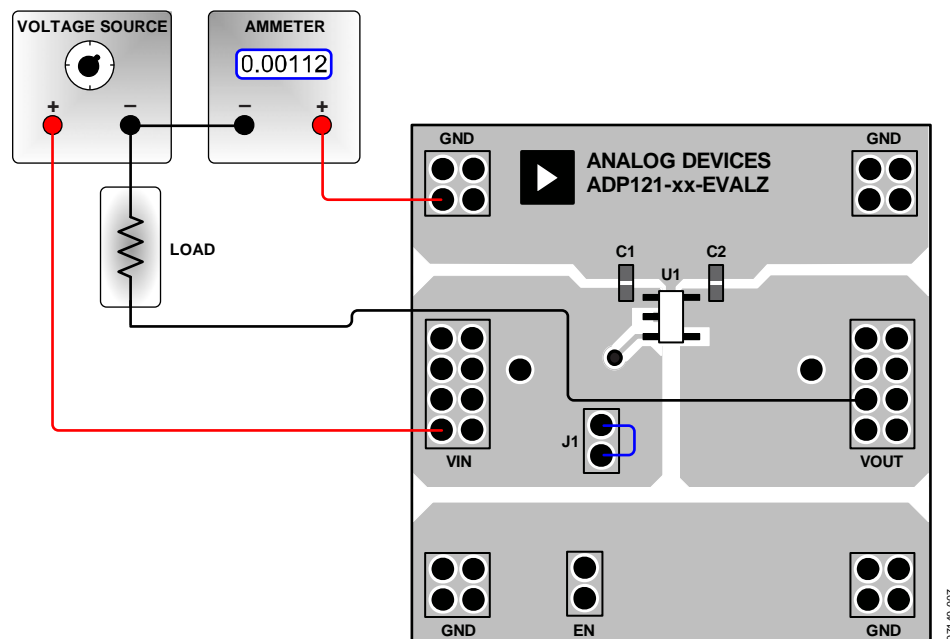 VOLTAGE SOURCE
AMMETER
0.00112
+
−
−
+
LOAD
GND
GND
ANALOG DEVICES
ADP121-xx-EVALZ
C1
C2
U1
J1
VIN
VOUT
GND
EN
GND